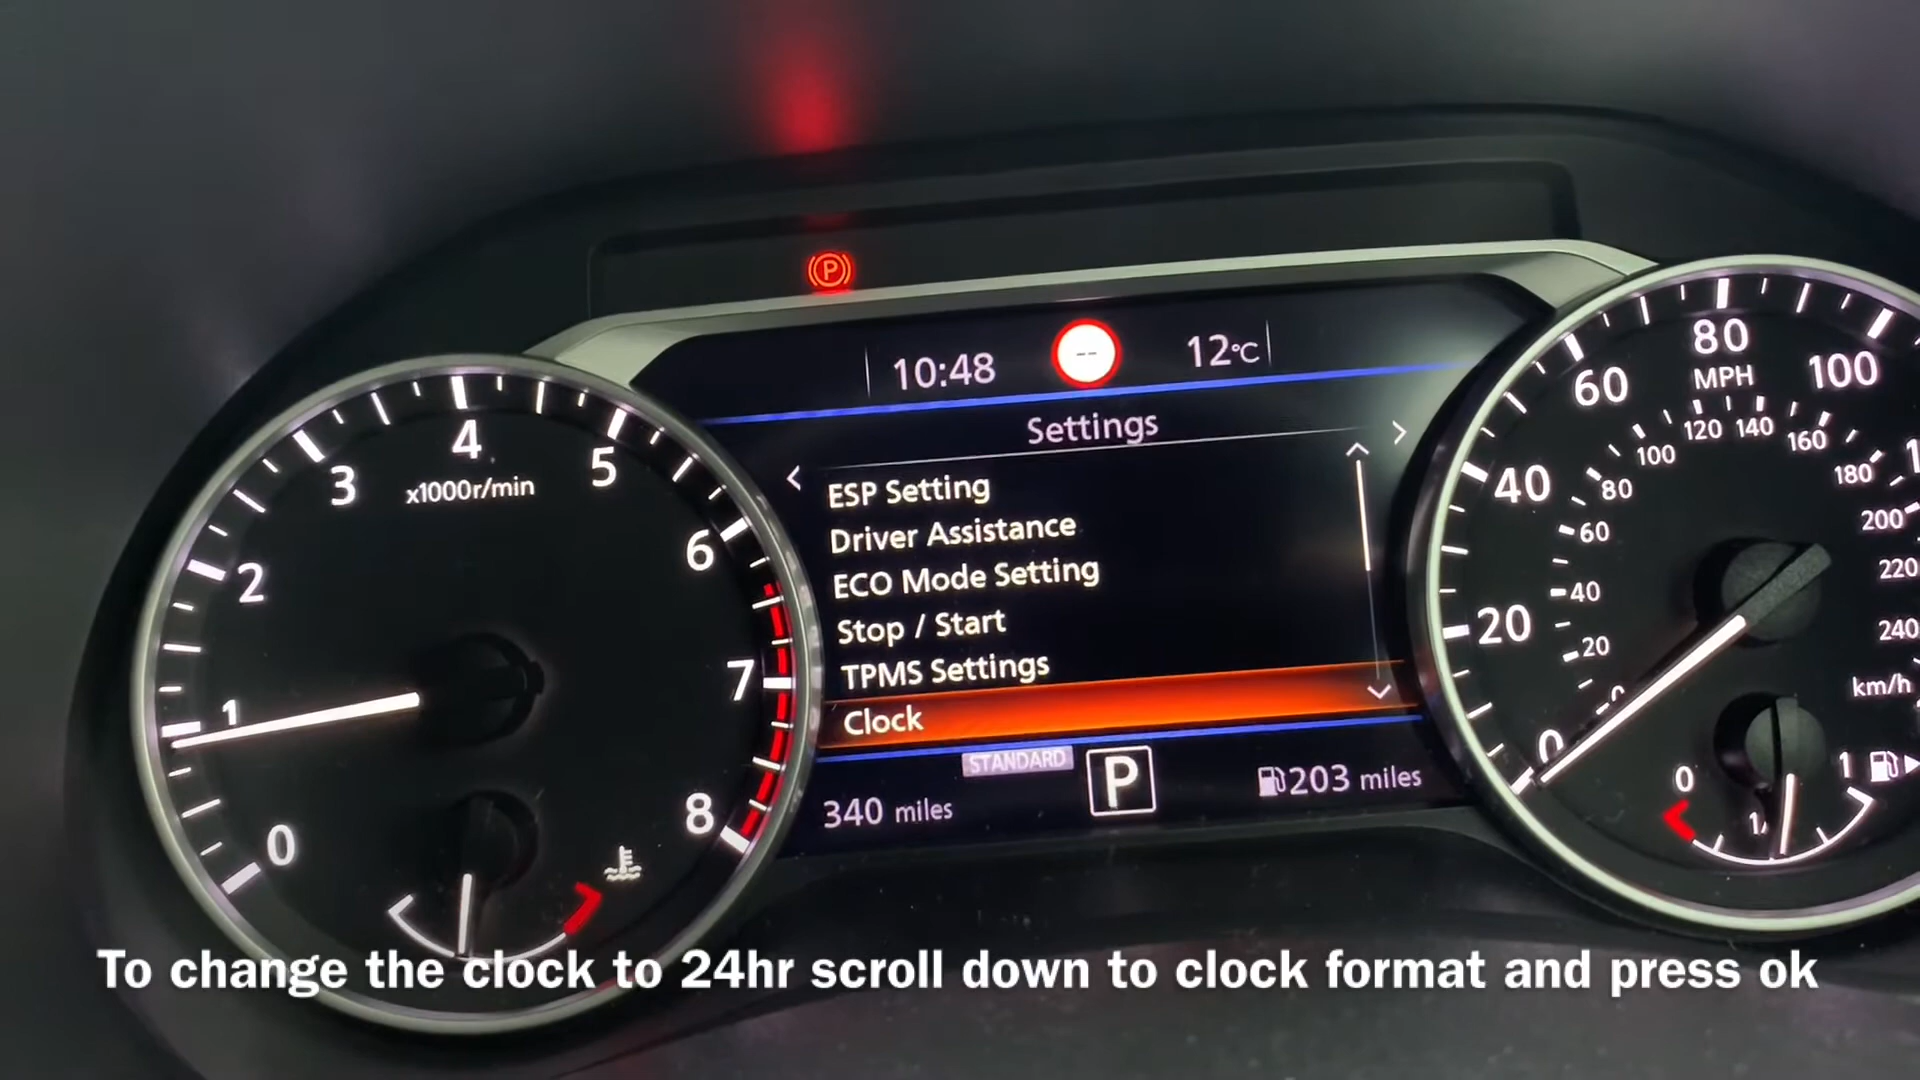 10:48
--
12°C
Settings
ESP Setting
Driver Assistance
ECO Mode Setting
Stop / Start
TPMS Settings
Clock
STANDARD
P
340 miles
203 miles
P
0
1
2
3
4
5
6
7
8
x1000r/min
0
20
40
60
80
100
MPH
0
20
40
60
80
100
120
140
160
180
200
220
240
km/h
0
1
To change the clock to 24hr scroll down to clock format and press ok